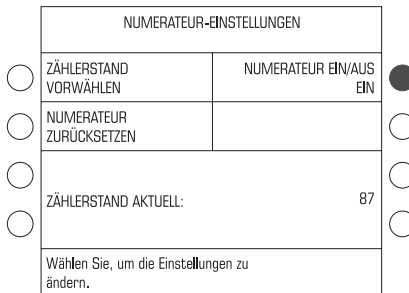 NUMERATEUR-EINSTELLUNGEN
ZÄHLERSTAND
VORWÄHLEN
NUMERATEUR EIN/AUS
EIN
NUMERATEUR
ZURÜCKSETZEN
ZÄHLERSTAND AKTUELL: 87
Wählen Sie, um die Einstellungen zu
ändern.